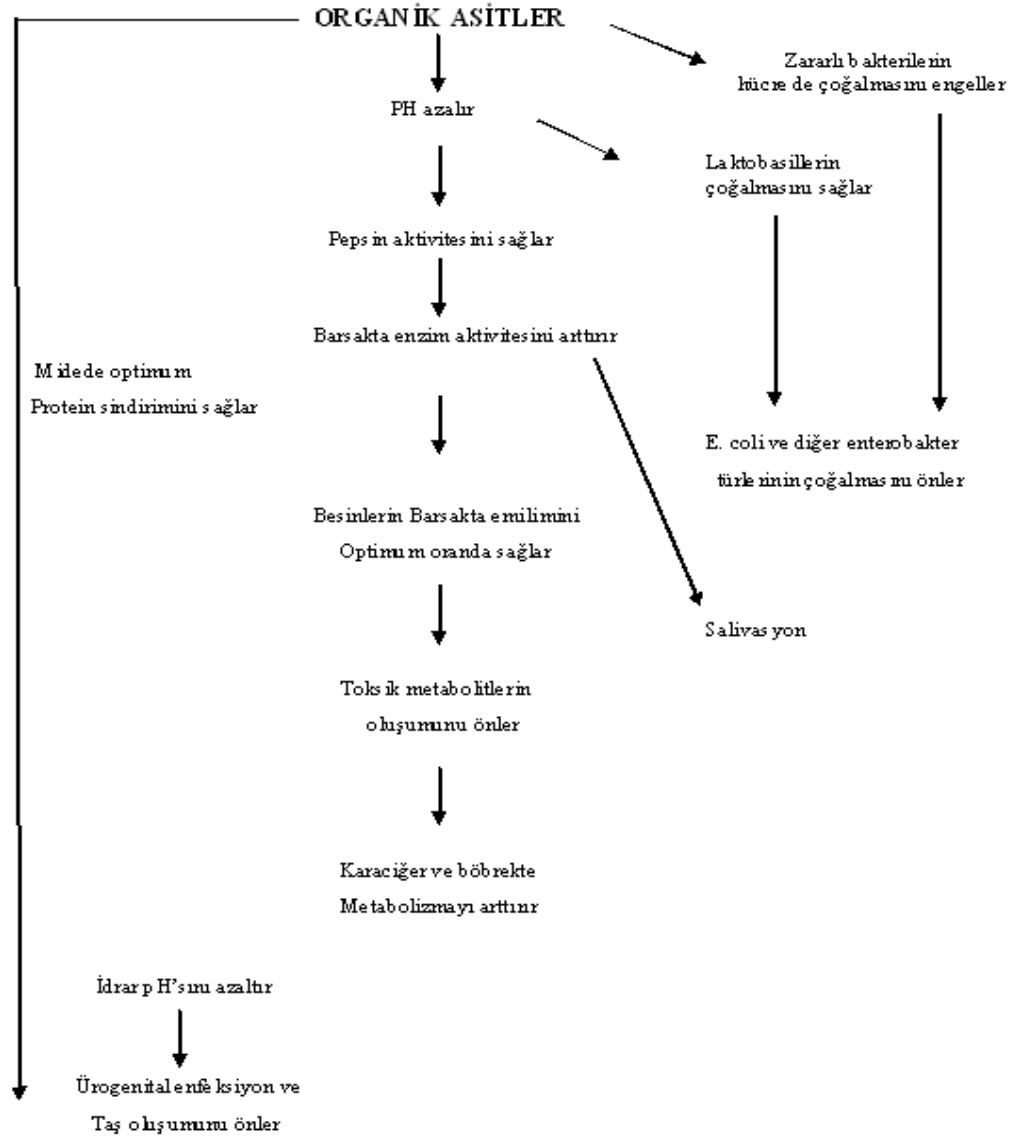 ORGANİK ASİTLER
Zararlı bakterilerin
hücre de çoğalmasını engeller
PH azalır
Laktobasillerin
çoğalmasını sağlar
Pepsin aktivitesini sağlar
Barsakta enzim aktivitesini arttırır
Midede optimum
Protein sindirimini sağlar
E. coli ve diğer enterobakter
türlerinin çoğalmasını önler
Besinlerin Barsakta emilimini
Optimum oranda sağlar
Salivasyon
Toksik metabolitlerin
oluşumunu önler
Karaciğer ve böbrekte
Metabolizmayı arttırır
İdrar pH'sını azaltır
Ürogenital enfeksiyon ve
Taş oluşumunu önler